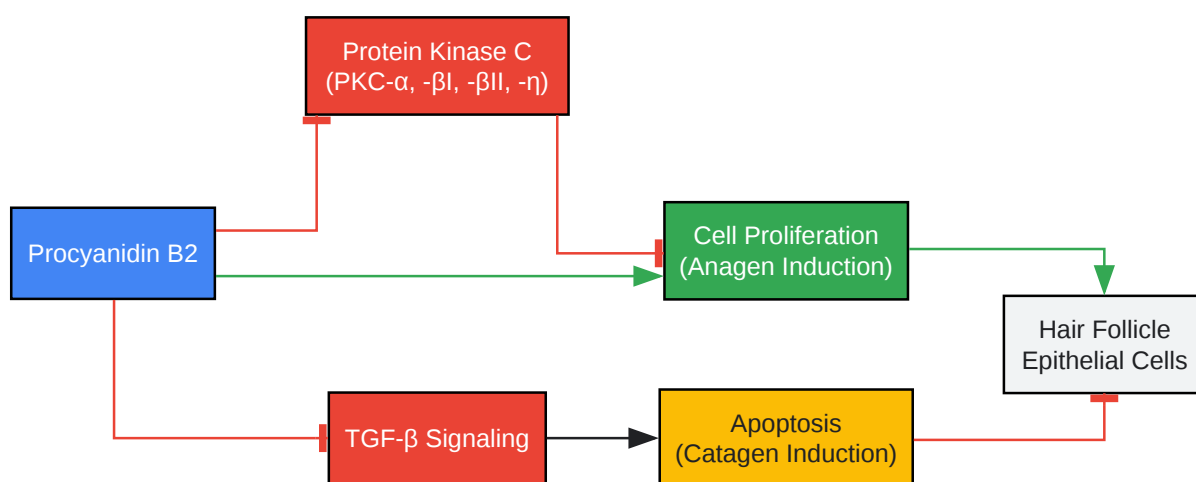 Protein Kinase C
(PKC-α, -βI, -βII, -η)
Procyanidin B2
Cell Proliferation
(Anagen Induction)
Hair Follicle
Epithelial Cells
TGF-β Signaling
Apoptosis
(Catagen Induction)